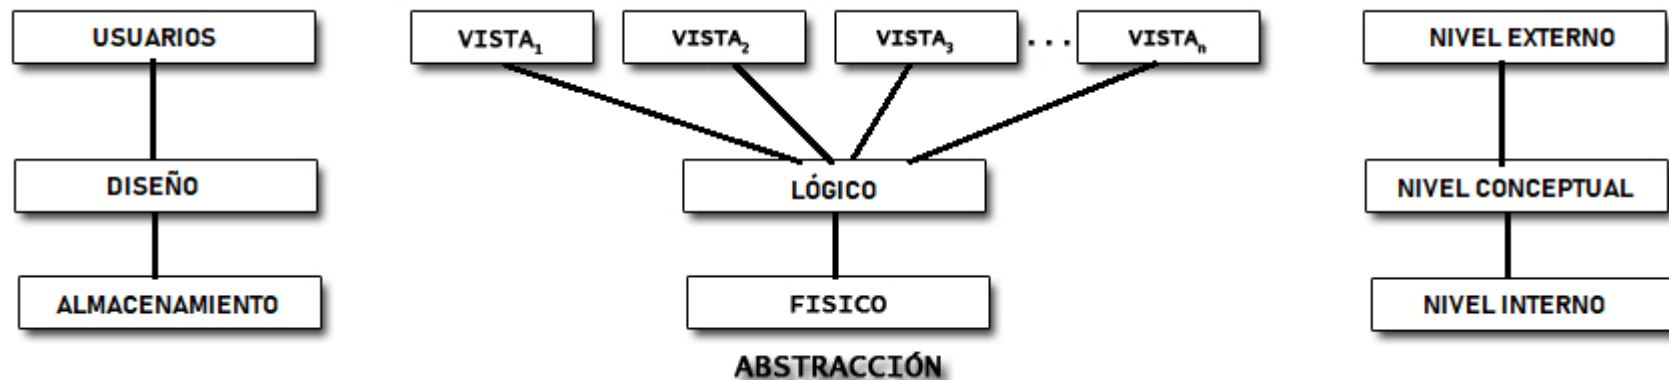 USUARIOS VISTA₁ VISTA₂ VISTA₃ ... VISTAₙ NIVEL EXTERNO
DISEÑO LÓGICO NIVEL CONCEPTUAL
ALMACENAMIENTO FISICO NIVEL INTERNO
ABSTRACCIÓN